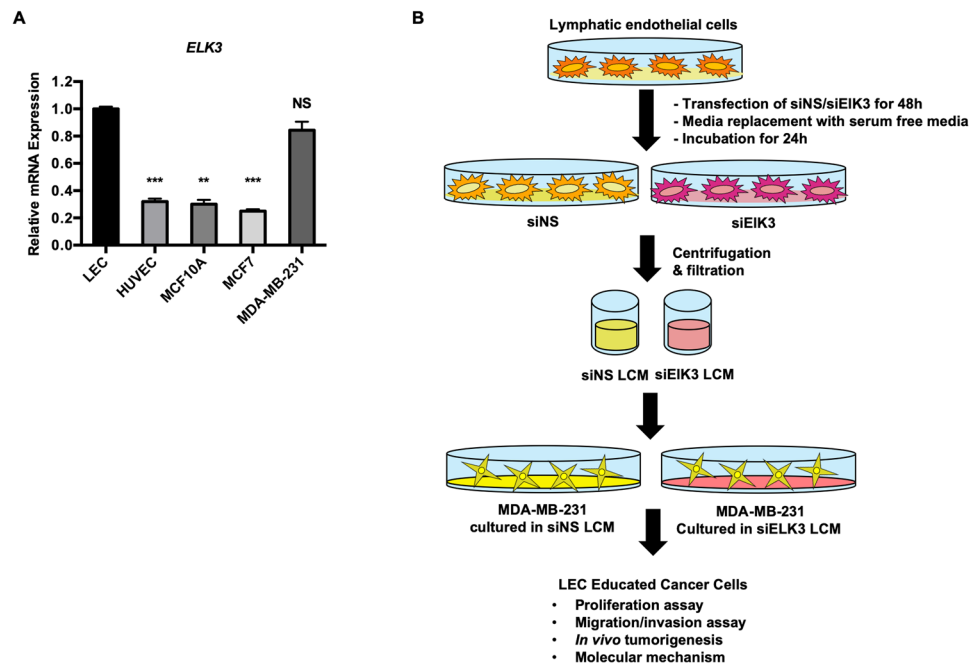 A
ELK3
Relative mRNA Expression
1.2
1.0
0.8
0.6
0.4
0.2
0.0
***
**
***
NS
LEC
HUVEC
MCF10A
MCF7
MDA-MB-231
B
Lymphatic endothelial cells
- Transfection of siNS/siElK3 for 48h
- Media replacement with serum free media
- Incubation for 24h
siNS
siElK3
Centrifugation
& filtration
siNS LCM
siElK3 LCM
MDA-MB-231
cultured in siNS LCM
MDA-MB-231
Cultured in siELK3 LCM
LEC Educated Cancer Cells
• Proliferation assay
• Migration/invasion assay
• In vivo tumorigenesis
• Molecular mechanism